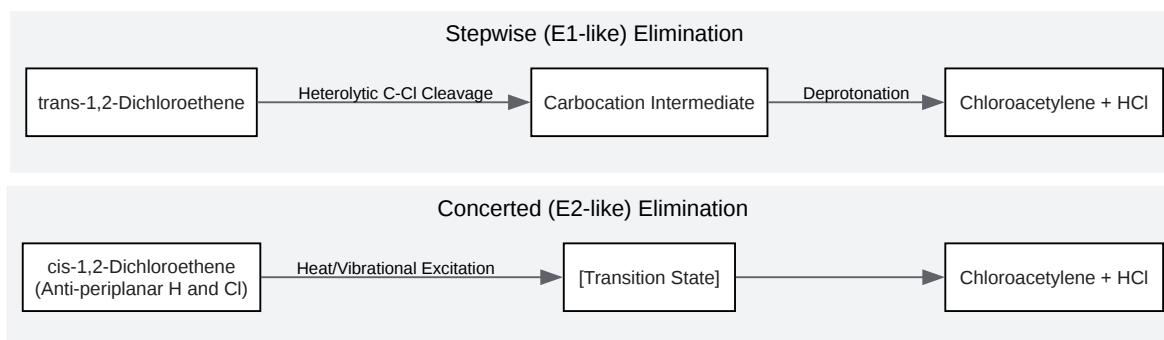 Stepwise (E1-like) Elimination
trans-1,2-Dichloroethene
Heterolytic C-Cl Cleavage
Carbocation Intermediate
Deprotonation
Chloroacetylene + HCl
Concerted (E2-like) Elimination
cis-1,2-Dichloroethene
(Anti-periplanar H and Cl)
Heat/Vibrational Excitation
[Transition State]
Chloroacetylene + HCl